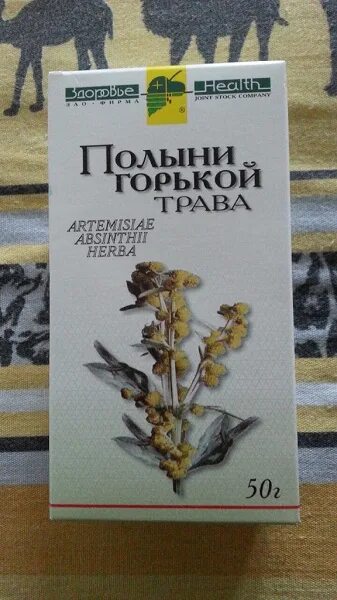 Здоровье Health
ЗАО · ФИРМА JOINT STOCK COMPANY
®
ПОЛЫНИ
ГОРЬКОЙ
ТРАВА
ARTEMISIAE
ABSINTHII
HERBA
50г